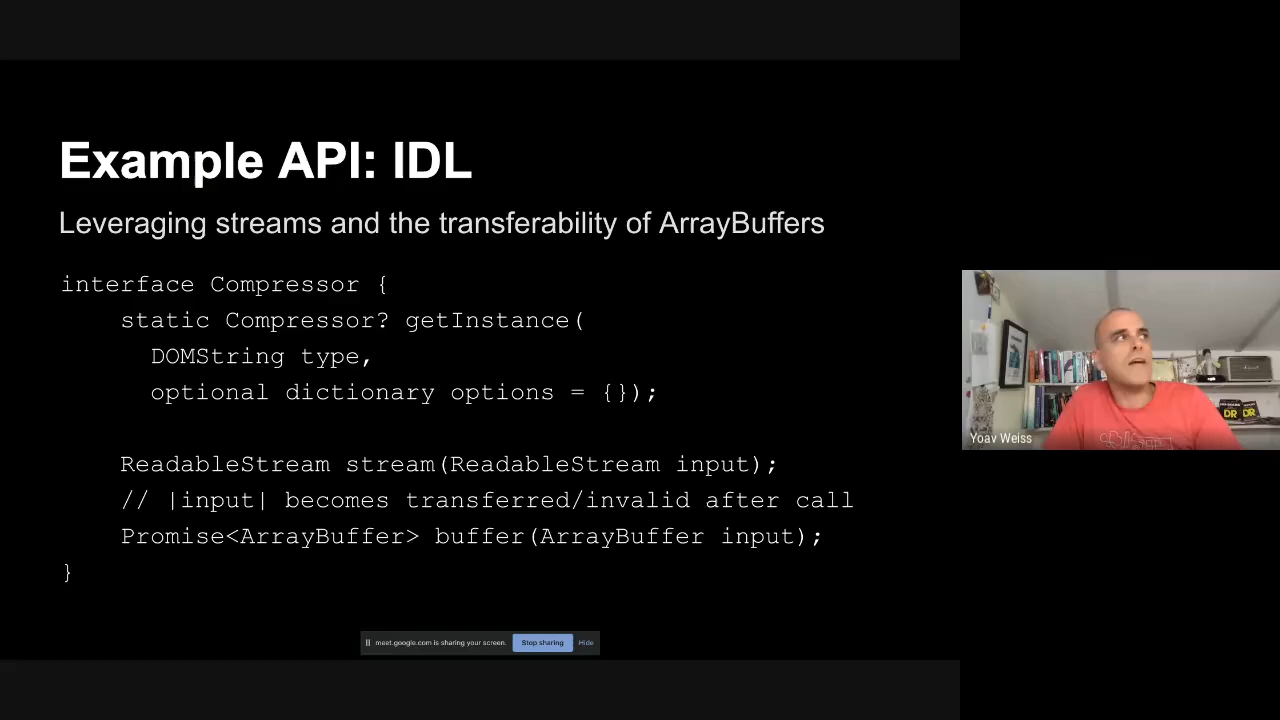 Example API: IDL
Leveraging streams and the transferability of ArrayBuffers
interface Compressor {
static Compressor? getInstance(
DOMString type,
optional dictionary options = {});
ReadableStream stream(ReadableStream input);
// |input| becomes transferred/invalid after call
Promise<ArrayBuffer> buffer(ArrayBuffer input);
}
Yoav Weiss
DR
DR
meet.google.com is sharing your screen.
Stop sharing
Hide